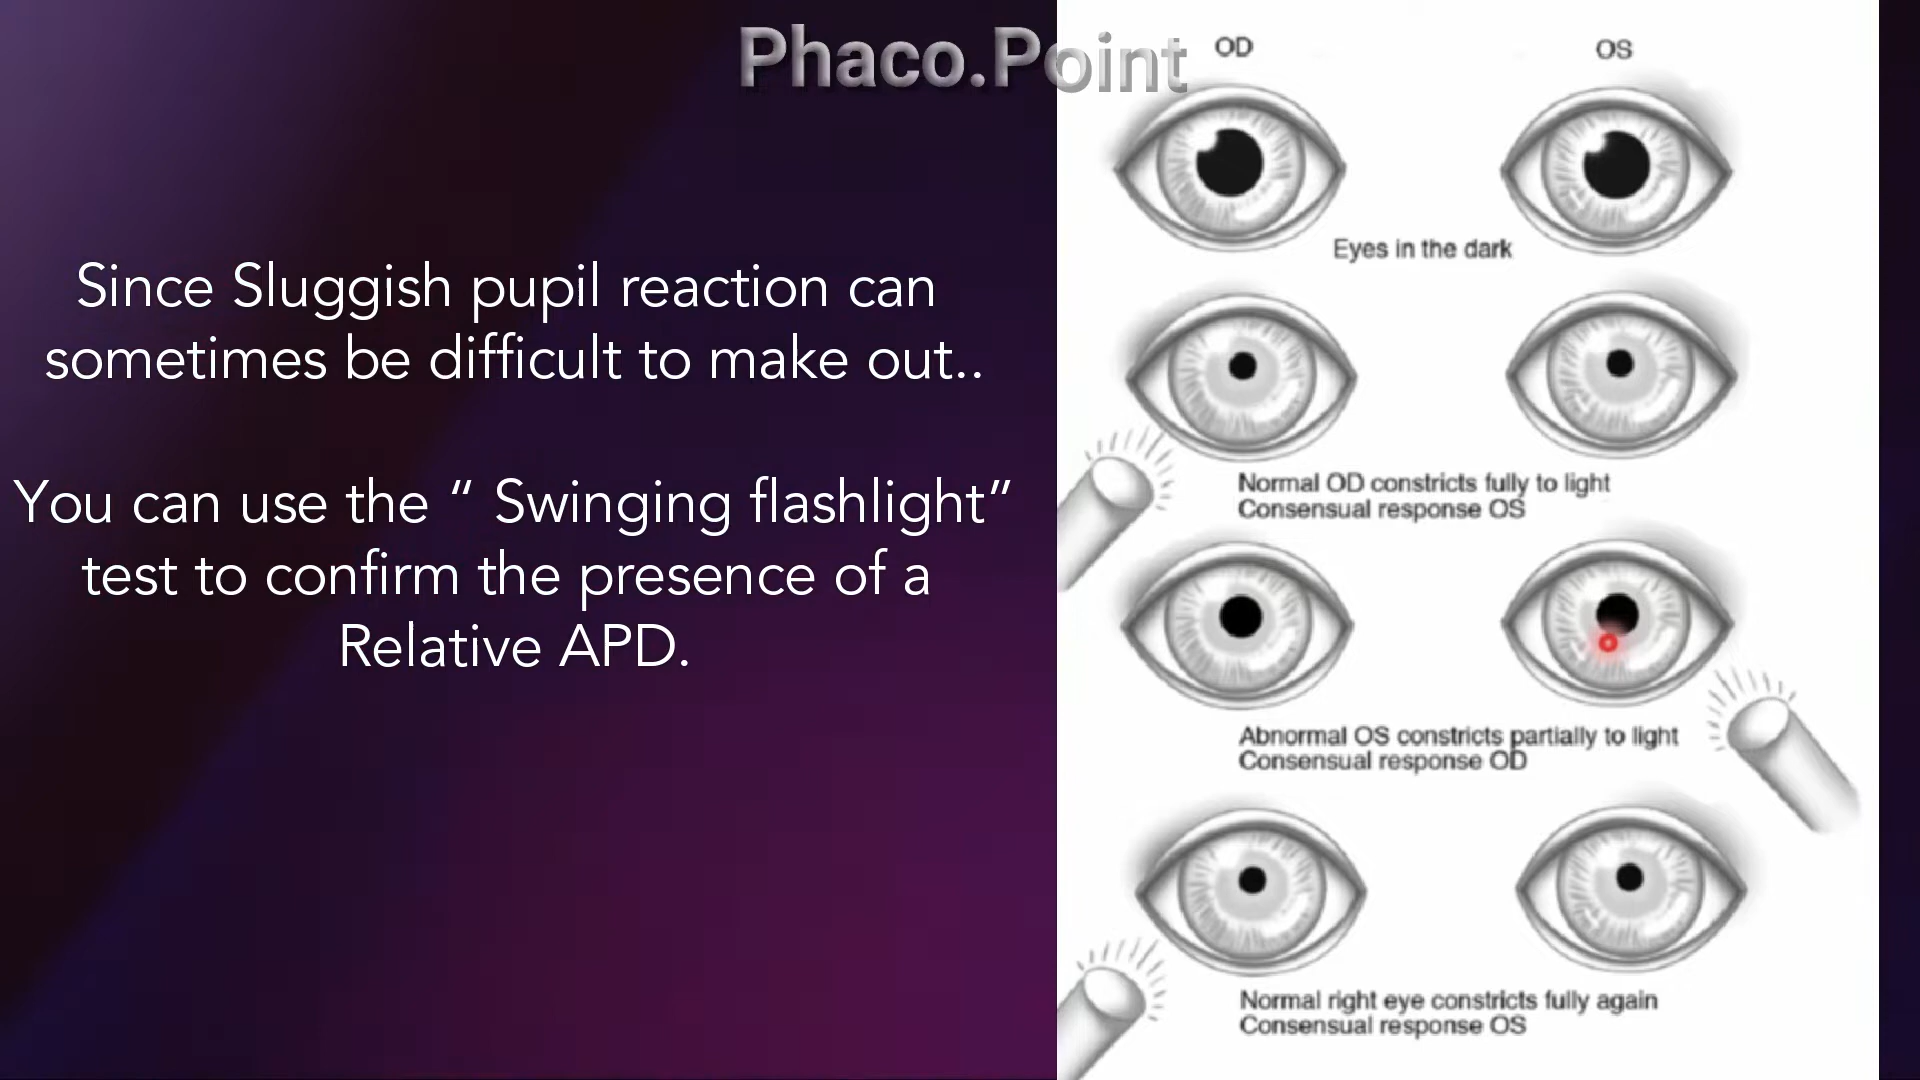 Phaco.Point
Since Sluggish pupil reaction can
sometimes be difficult to make out..
You can use the “ Swinging flashlight”
test to confirm the presence of a
Relative APD.
OD
OS
Eyes in the dark
Normal OD constricts fully to light
Consensual response OS
Abnormal OS constricts partially to light
Consensual response OD
Normal right eye constricts fully again
Consensual response OS